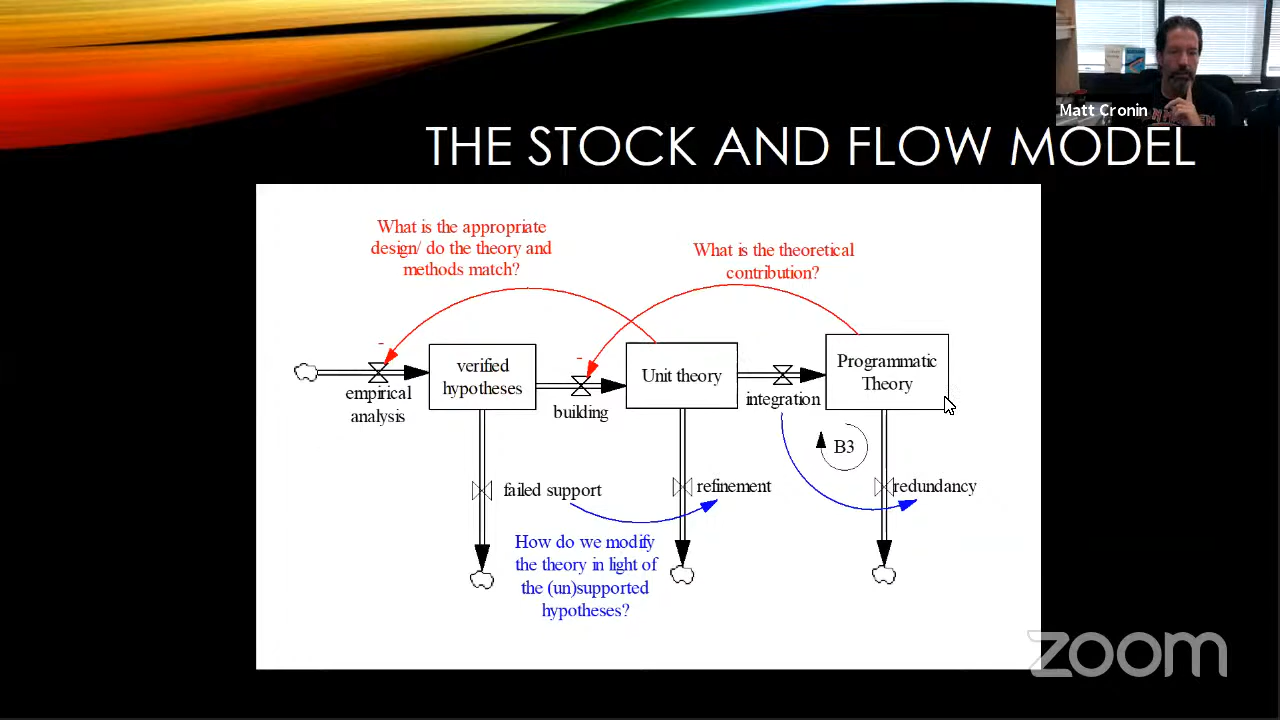 Matt Cronin
THE STOCK AND FLOW MODEL
What is the appropriate
design/ do the theory and
methods match?
What is the theoretical
contribution?
-
-
verified
hypotheses
Unit theory
Programmatic
Theory
empirical
analysis
building
integration
B3
failed support
refinement
redundancy
How do we modify
the theory in light of
the (un)supported
hypotheses?
zoom